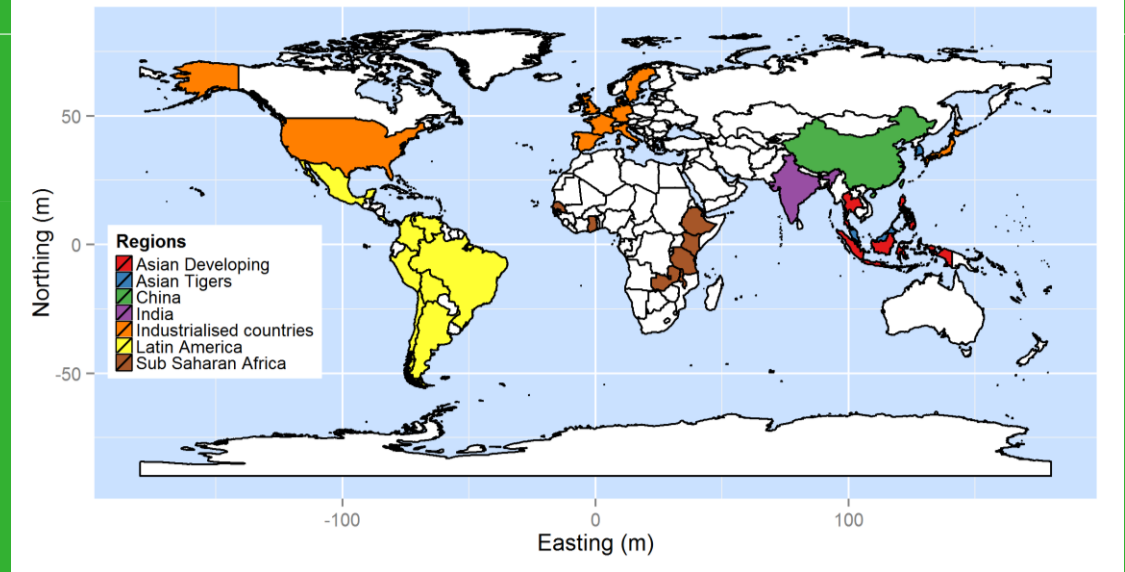 50
0
-50
Northing (m)
Regions
Asian Developing
Asian Tigers
China
India
Industrialised countries
Latin America
Sub Saharan Africa
-100
0
100
Easting (m)